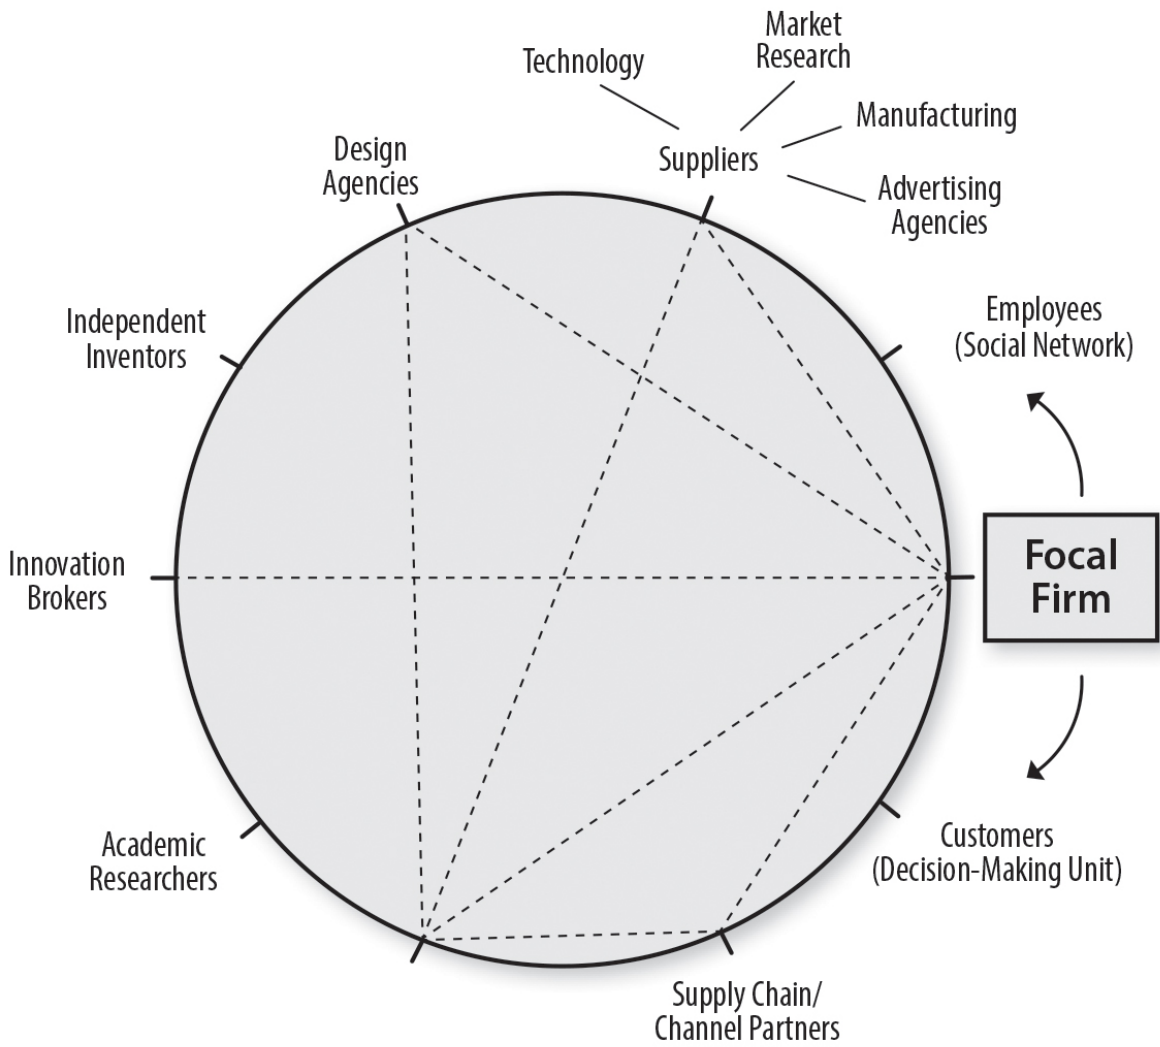 Market
Research
Technology
Manufacturing
Suppliers
Advertising
Agencies
Design
Agencies
Independent
Inventors
Employees
(Social Network)
Focal
Firm
Innovation
Brokers
Customers
(Decision-Making Unit)
Academic
Researchers
Supply Chain/
Channel Partners